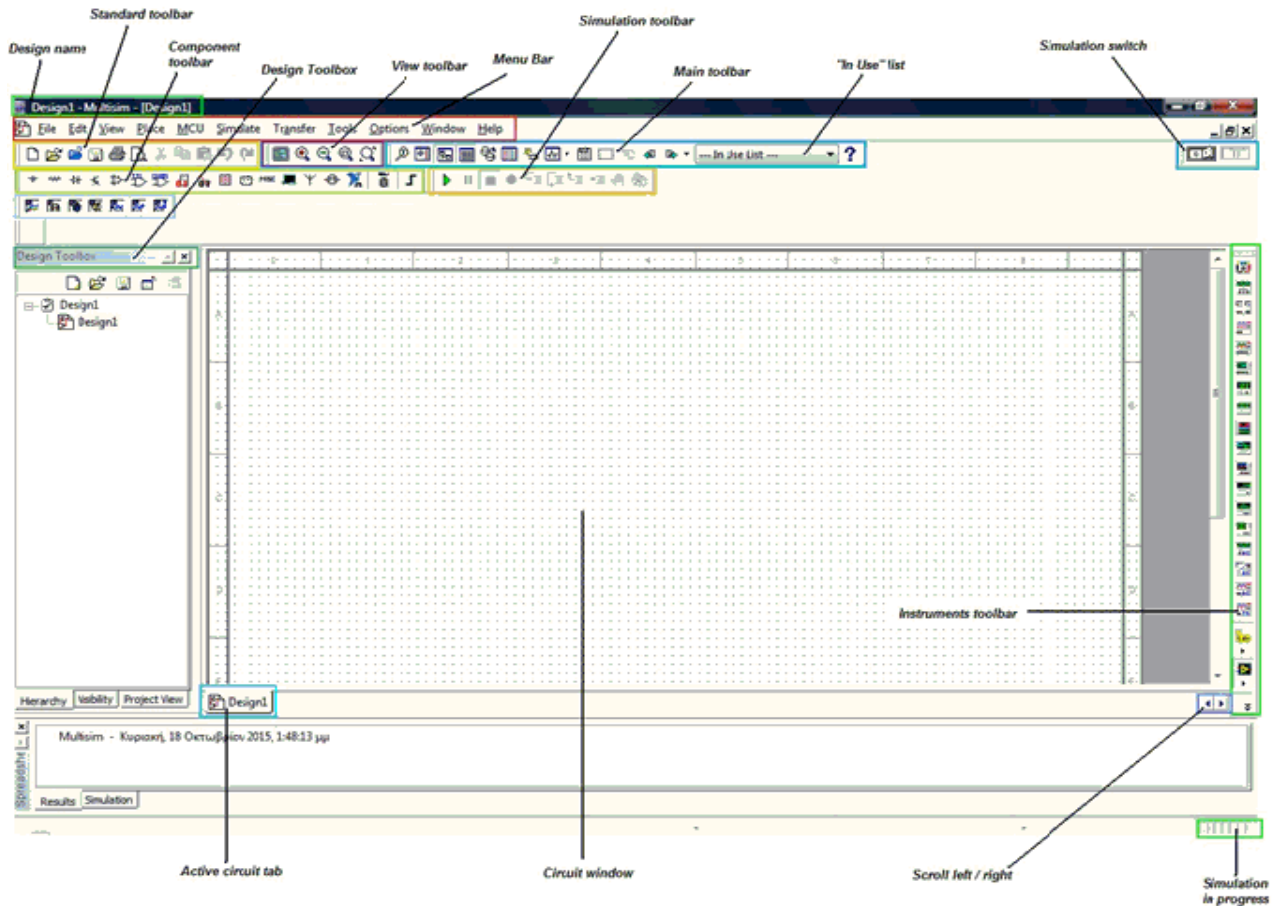 Standard toolbar
Simulation toolbar
Design name
Component
toolbar
Design Toolbox
View toolbar
Menu Bar
Main toolbar
"In Use" list
Simulation switch
Design1 - Multisim - [Design1]
File Edit View Place MCU Simulate Transfer Tools Options Window Help
--- In Use List ---
Design Toolbox
Design1
Design1
A
A
B
C
D
Instruments toolbar
Hierarchy Visibility Project View
Design1
Multisim - Κυριακή, 18 Οκτωβρίου 2015, 1:48:13 μμ
Results Simulation
Active circuit tab
Circuit window
Scroll left / right
Simulation
in progress